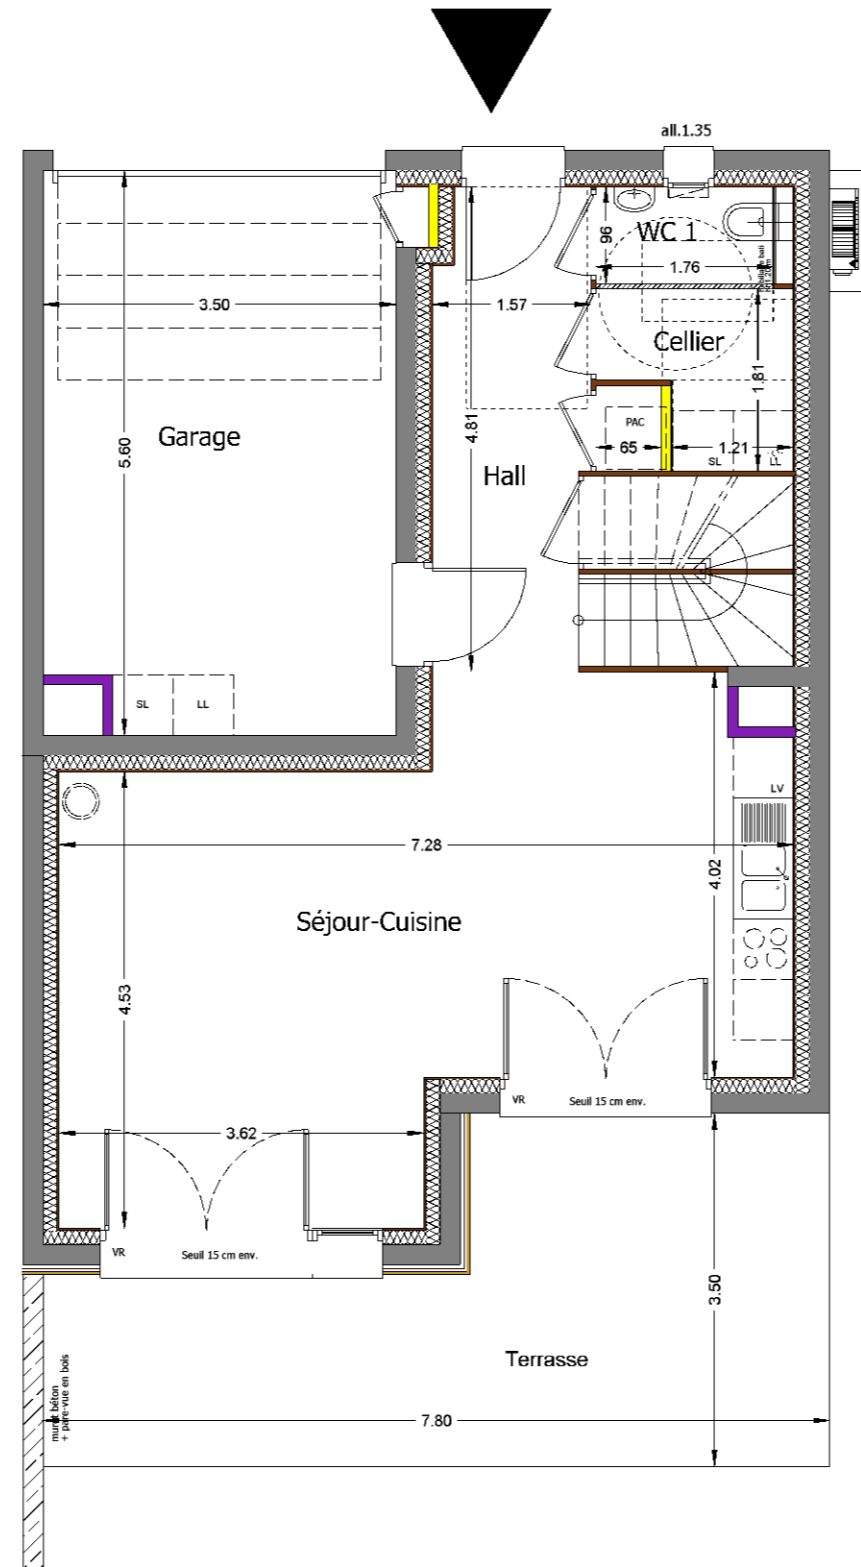 all.1.35
WC 1
96
1.76
3.50
1.57
Cellier
1.81
Garage
5.60
4.81
PAC
65
1.21
SL
LL
Hall
SL
LL
LV
7.28
4.02
Séjour-Cuisine
4.53
VR
Seuil 15 cm env.
3.62
VR
Seuil 15 cm env.
3.50
Terrasse
muret béton
+ pare-vue en bois
7.80